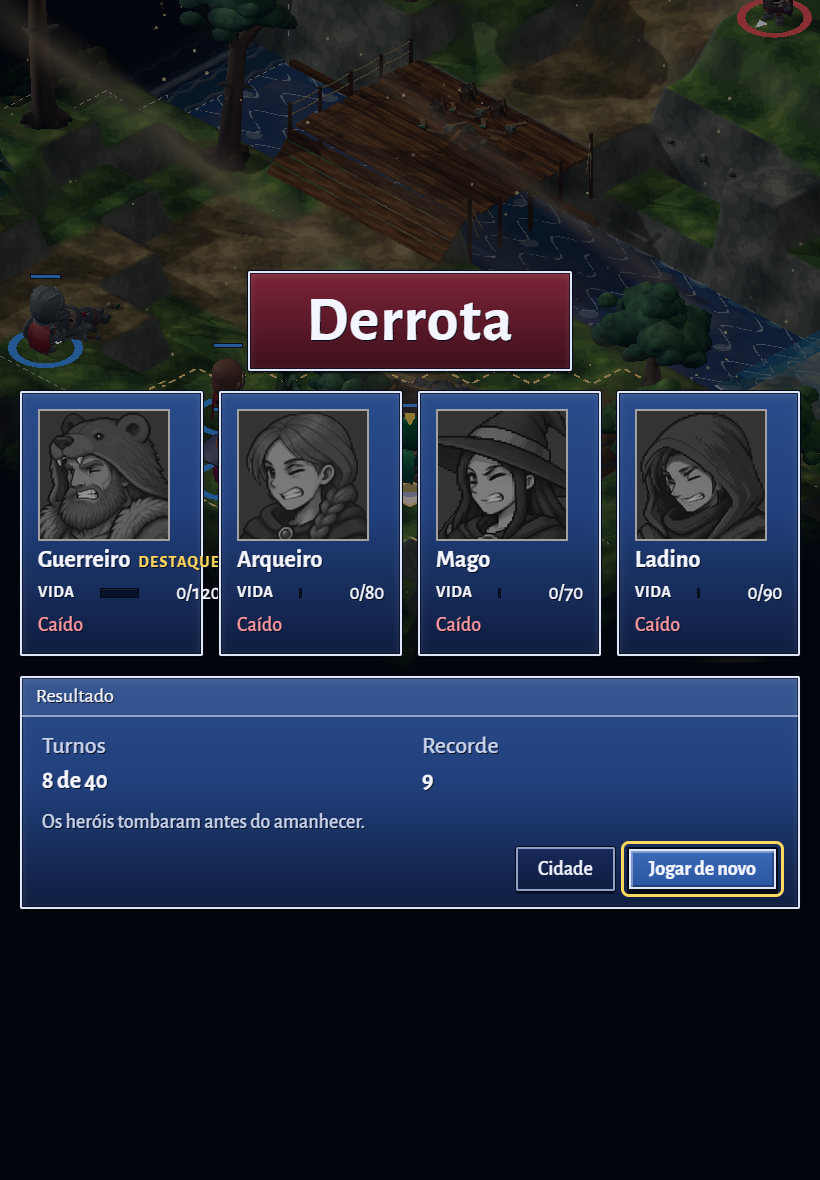 Derrota
Guerreiro DESTAQUE
VIDA 0/120
Caído
Arqueiro
VIDA 0/80
Caído
Mago
VIDA 0/70
Caído
Ladino
VIDA 0/90
Caído
Resultado
Turnos
8 de 40
Recorde
9
Os heróis tombaram antes do amanhecer.
Cidade
Jogar de novo